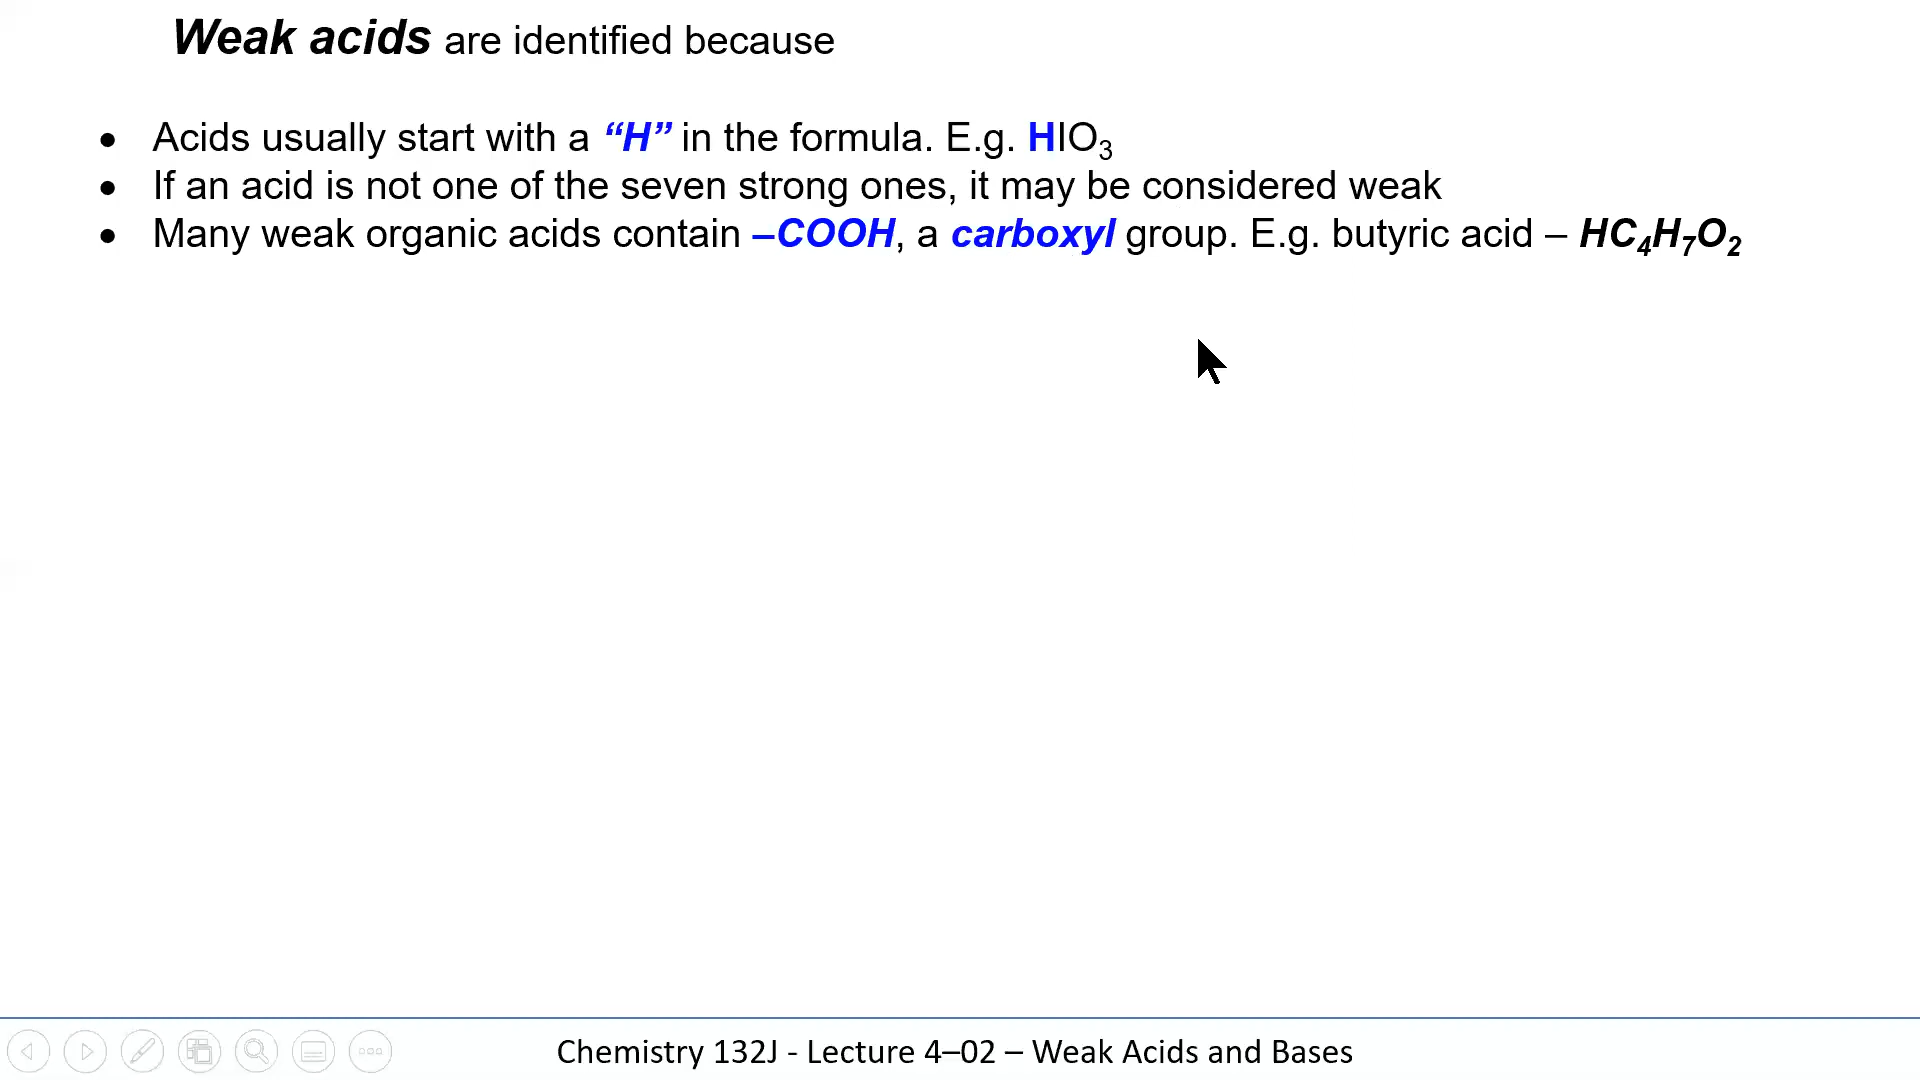 Weak acids are identified because
• Acids usually start with a “H” in the formula. E.g. HIO₃
• If an acid is not one of the seven strong ones, it may be considered weak
• Many weak organic acids contain –COOH, a carboxyl group. E.g. butyric acid – HC₄H₇O₂
Chemistry 132J - Lecture 4–02 – Weak Acids and Bases